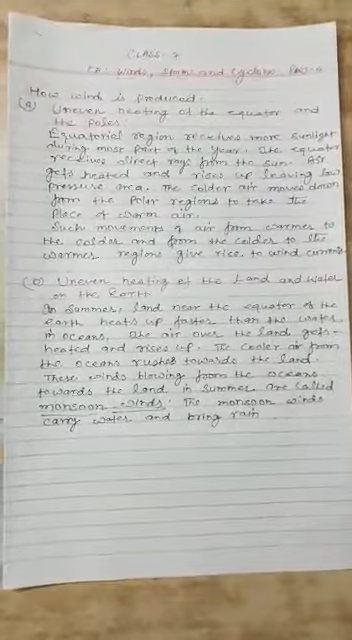 CLASS - 7
Ch: Winds, Storms and Cyclones Part-2
How wind is produced.
(a) Uneven heating of the equator and
the poles:
Equatorial region receives more sunlight
during most part of the year. The equator
receives direct rays from the sun. Air
gets heated and rises up leaving low
pressure area. The colder air moves down
from the Polar regions to take the
place of warm air.
Such movements of air from warmer to
the colder and from the colder to the
warmer regions give rise to wind currents.
(b) Uneven heating of the Land and water
on the Earth
In Summer, land near the equator of the
earth heats up faster than the water
in oceans. The air over the land gets
heated and rises up. The cooler air from
the oceans rushes towards the land.
These winds blowing from the oceans
towards the land in Summer are called
monsoon winds. The monsoon winds
carry water and bring rain